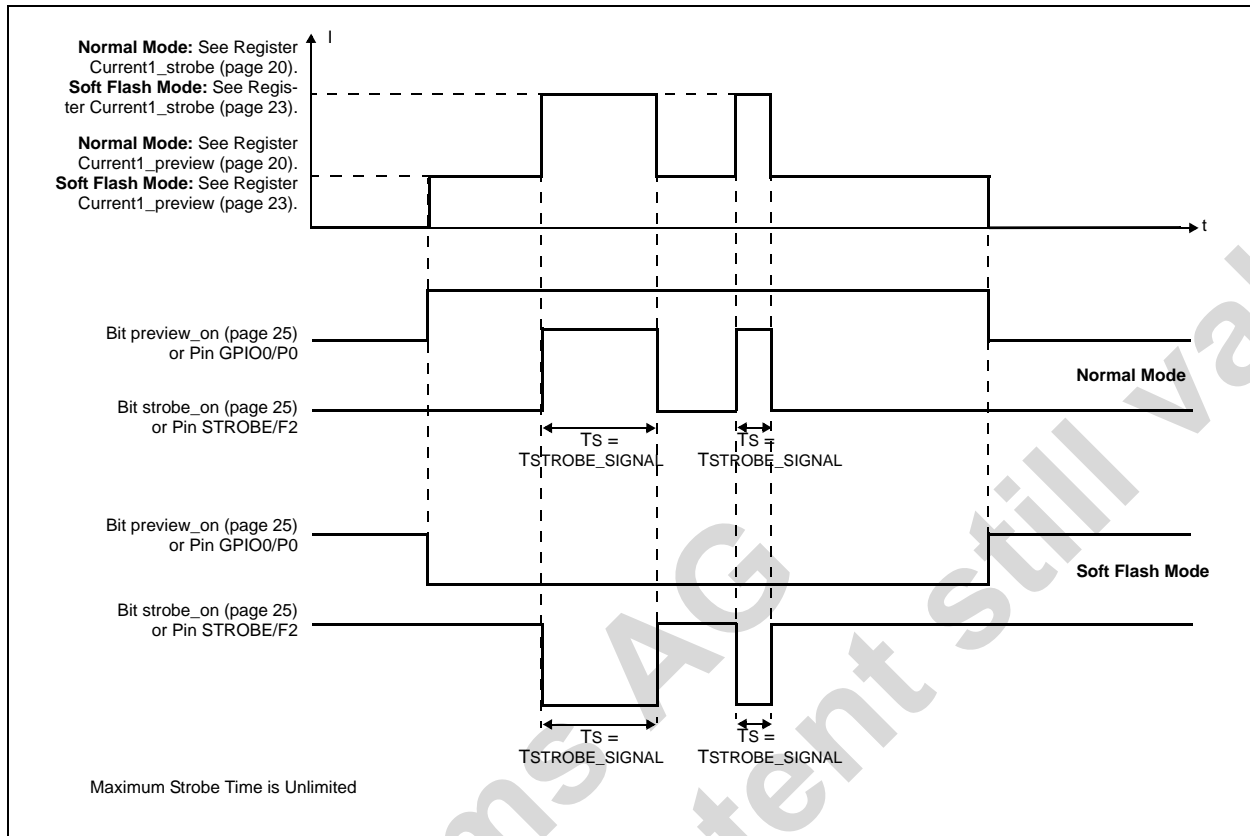 Normal Mode: See Register
Current1_strobe (page 20).
Soft Flash Mode: See Regis-
ter Current1_strobe (page 23).
I
Normal Mode: See Register
Current1_preview (page 20).
Soft Flash Mode: See Register
Current1_preview (page 23).
t
Bit preview_on (page 25)
or Pin GPIO0/P0
Normal Mode
Bit strobe_on (page 25)
or Pin STROBE/F2
TS =
TSTROBE_SIGNAL
TS =
TSTROBE_SIGNAL
Bit preview_on (page 25)
or Pin GPIO0/P0
Soft Flash Mode
Bit strobe_on (page 25)
or Pin STROBE/F2
TS =
TSTROBE_SIGNAL
TS =
TSTROBE_SIGNAL
Maximum Strobe Time is Unlimited
AG
still